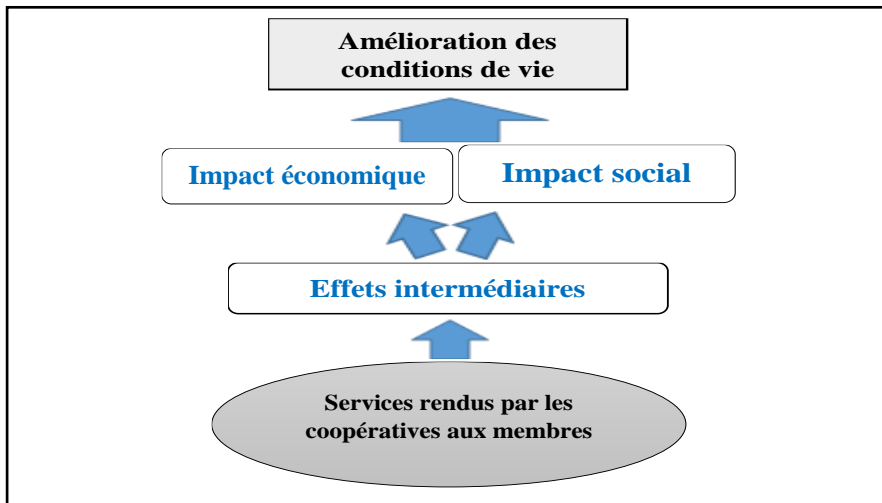 Amélioration des
conditions de vie
Impact économique
Impact social
Effets intermédiaires
Services rendus par les
coopératives aux membres